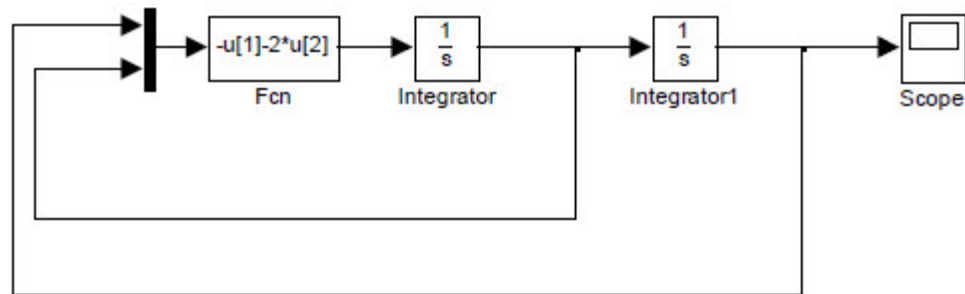 -u[1]-2*u[2]
1
s
1
s
Fcn
Integrator
Integrator1
Scope